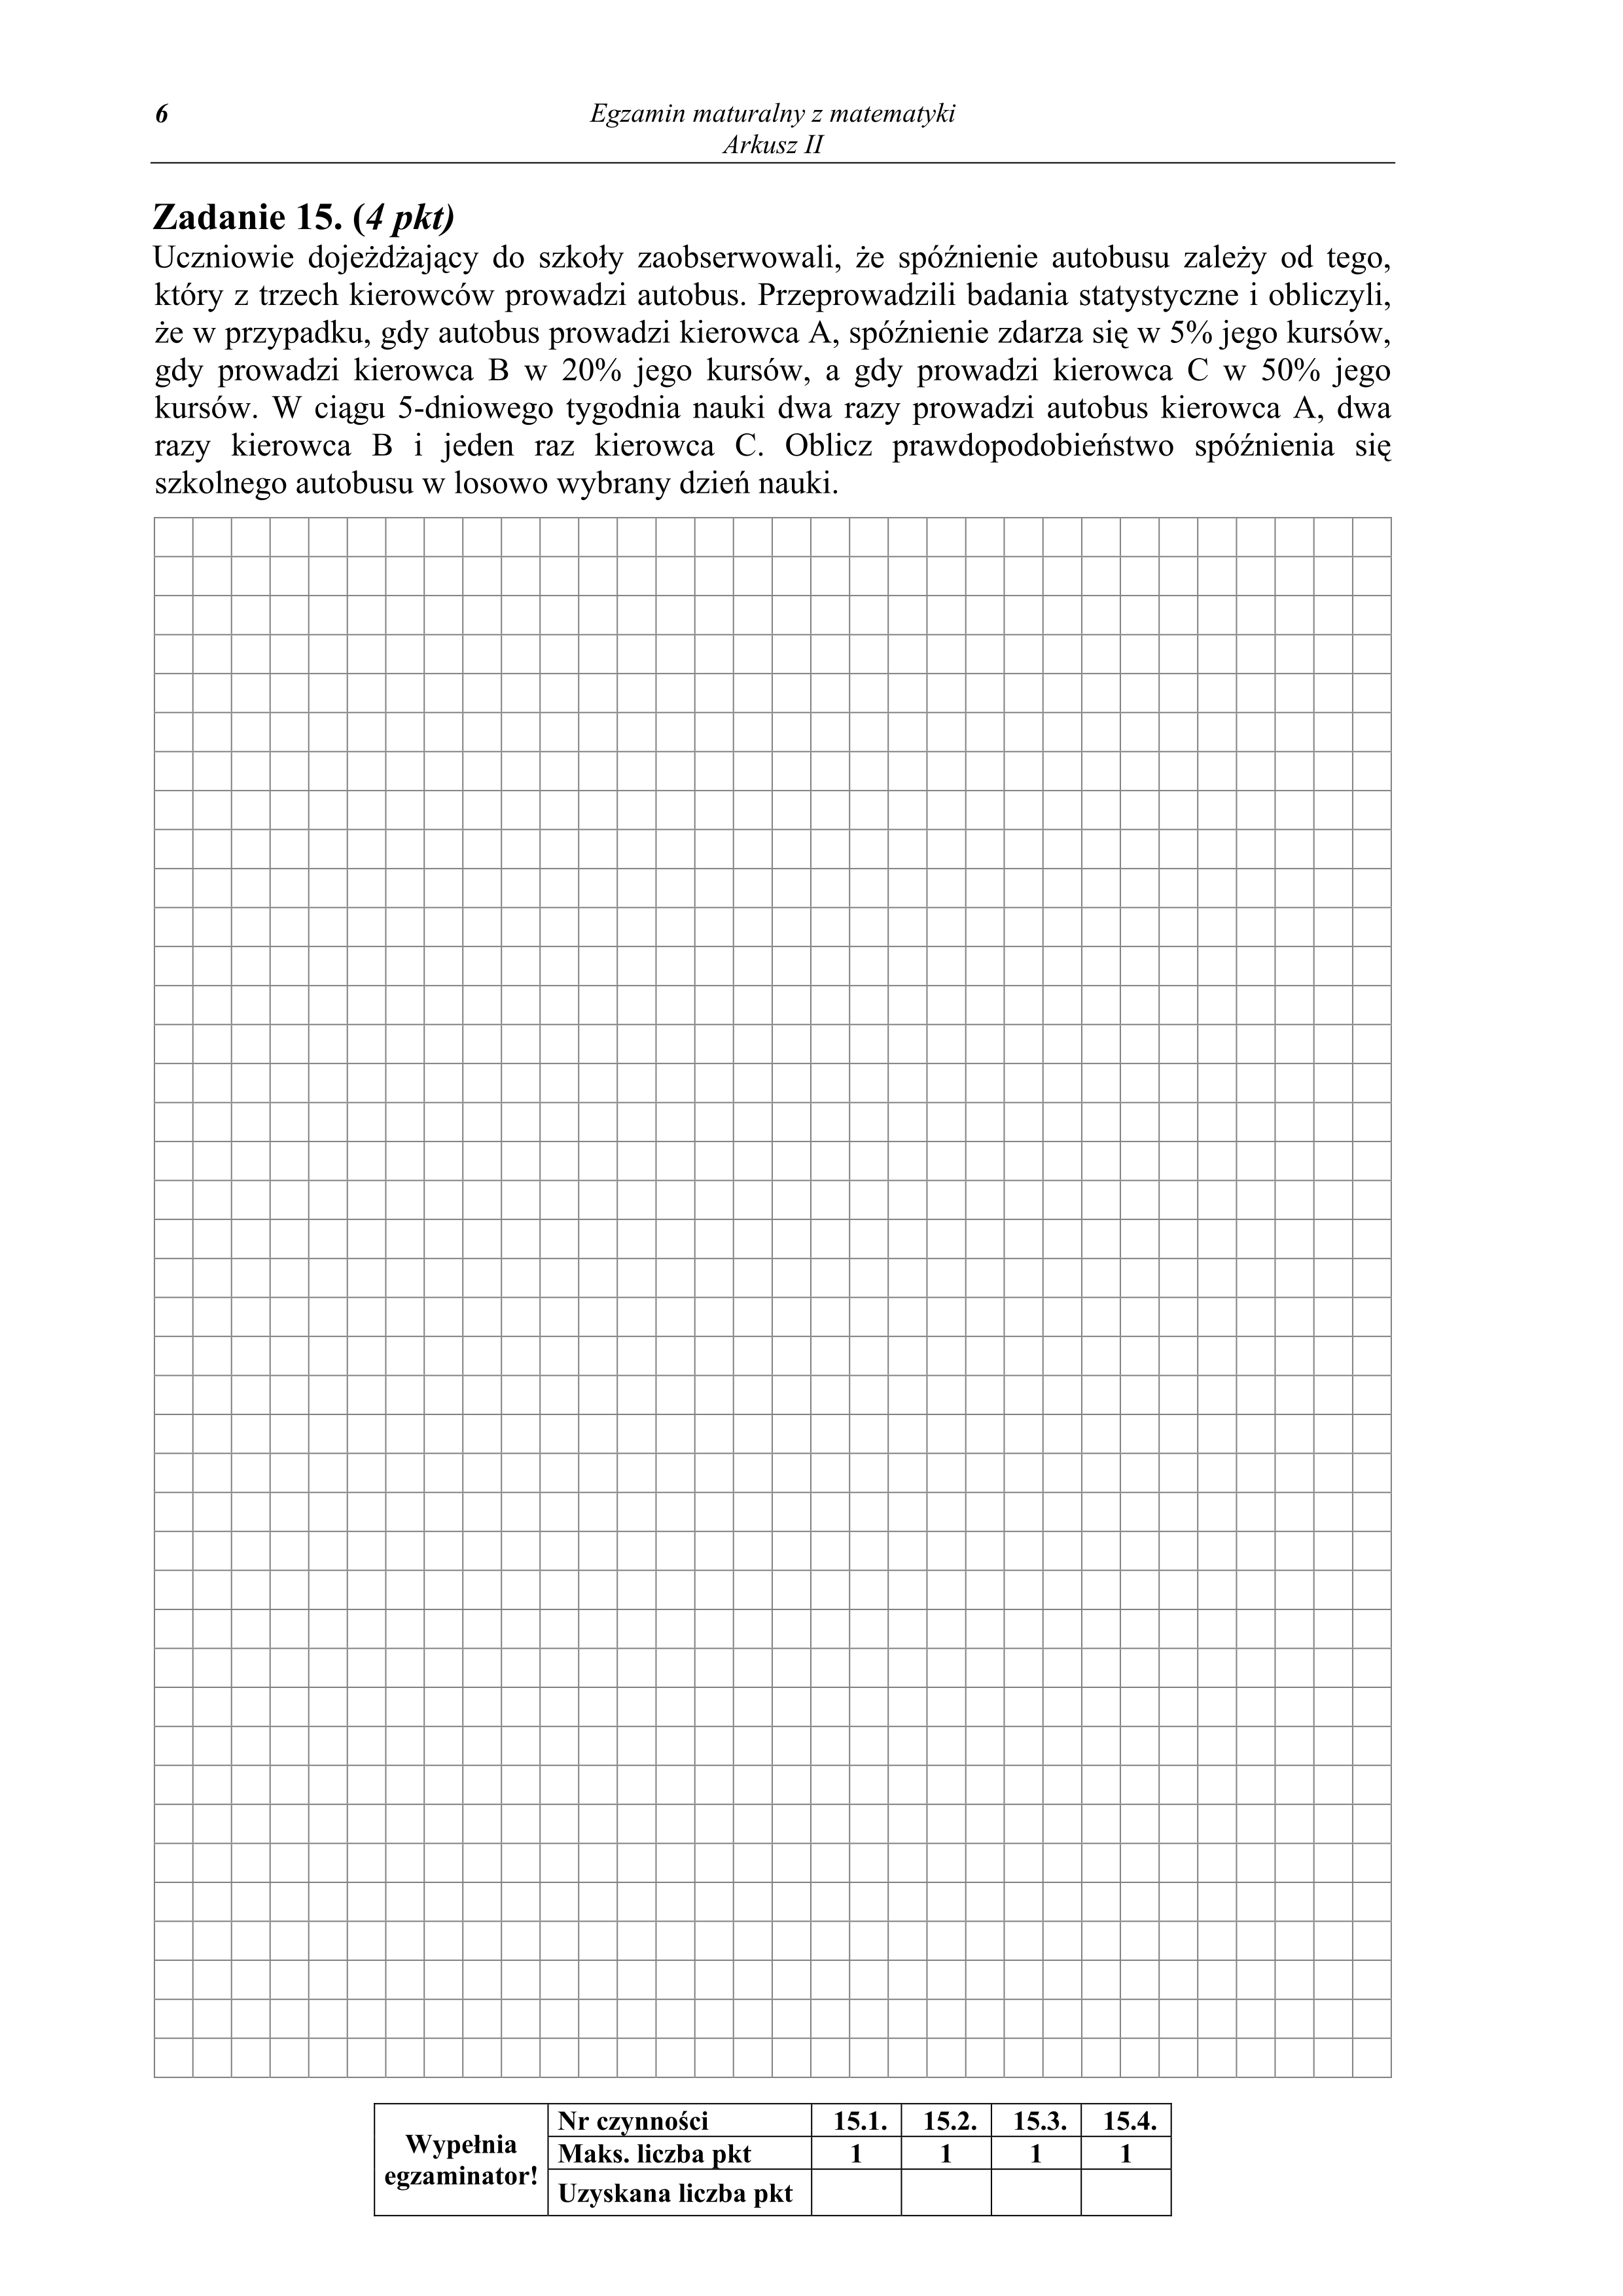 6
Egzamin maturalny z matematyki
Arkusz II
Zadanie 15. (4 pkt)
Uczniowie dojeżdżający do szkoły zaobserwowali, że spóźnienie autobusu zależy od tego,
który z trzech kierowców prowadzi autobus. Przeprowadzili badania statystyczne i obliczyli,
że w przypadku, gdy autobus prowadzi kierowca A, spóźnienie zdarza się w 5% jego kursów,
gdy prowadzi kierowca B w 20% jego kursów, a gdy prowadzi kierowca C w 50% jego
kursów. W ciągu 5-dniowego tygodnia nauki dwa razy prowadzi autobus kierowca A, dwa
razy kierowca B i jeden raz kierowca C. Oblicz prawdopodobieństwo spóźnienia się
szkolnego autobusu w losowo wybrany dzień nauki.
Wypełnia
egzaminator!
Nr czynności 15.1. 15.2. 15.3. 15.4.
Maks. liczba pkt 1 1 1 1
Uzyskana liczba pkt